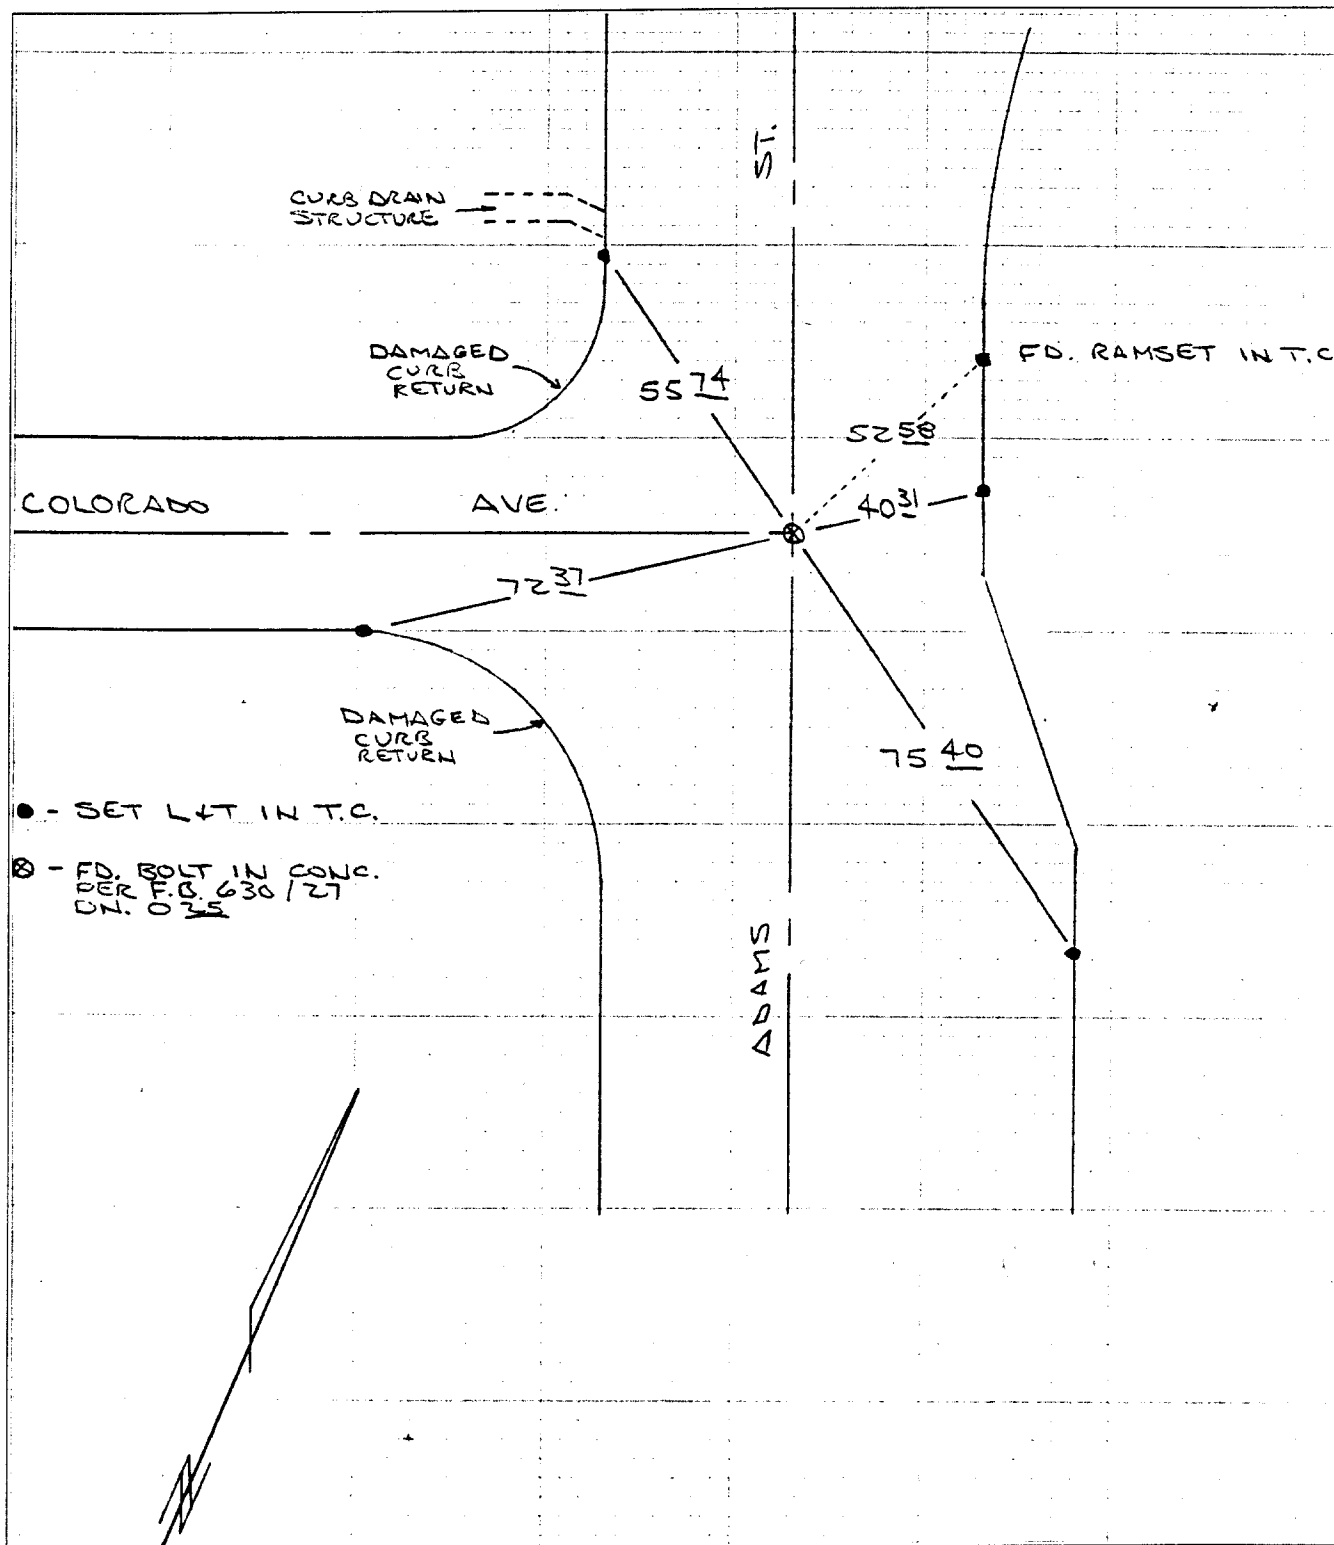 ST.
CURB DRAIN
STRUCTURE
DAMAGED
CURB
RETURN
FD. RAMSET IN T.C
55 74
52 58
COLORADO AVE.
40 31
72 37
DAMAGED
CURB
RETURN
75 40
● - SET L&T IN T.C.
⊗ - FD. BOLT IN CONC.
PER F.B. 630/27
DN. 0 25
ADAMS